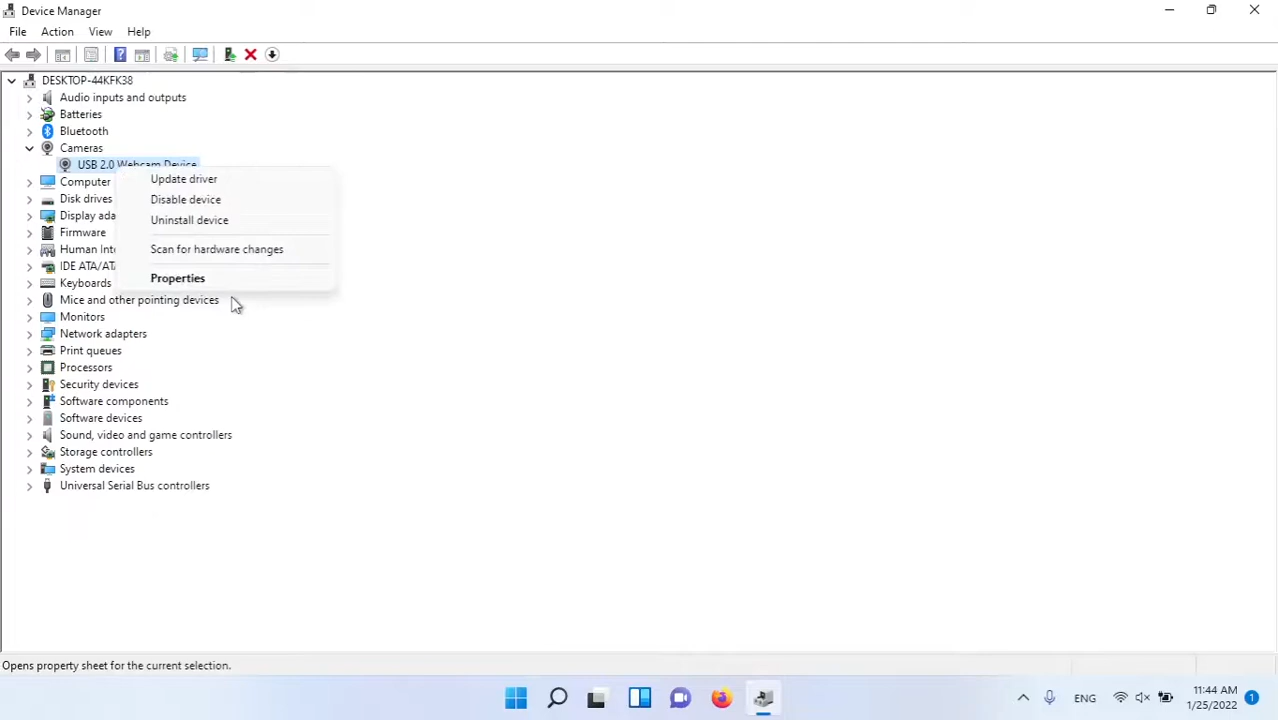 Device Manager
File Action View Help
DESKTOP-44KFK38
Audio inputs and outputs
Batteries
Bluetooth
Cameras
USB 2.0 Webcam Device
Update driver
Computer
Disable device
Disk drives
Display ada
Uninstall device
Firmware
Human Inte
Scan for hardware changes
IDE ATA/ATA
Properties
Keyboards
Mice and other pointing devices
Monitors
Network adapters
Print queues
Processors
Security devices
Software components
Software devices
Sound, video and game controllers
Storage controllers
System devices
Universal Serial Bus controllers
Opens property sheet for the current selection.
ENG
11:44 AM
1/25/2022
1